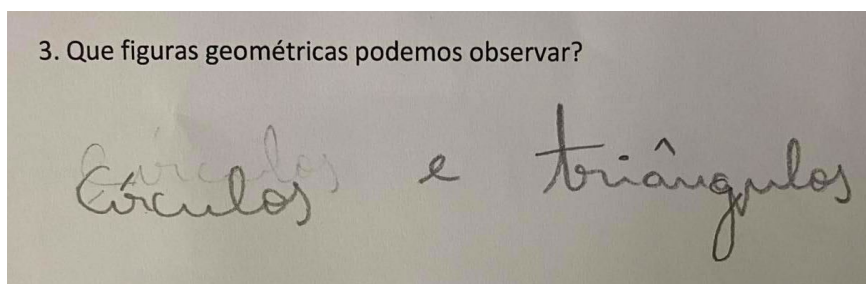 3. Que figuras geométricas podemos observar?
Círculos e triângulos